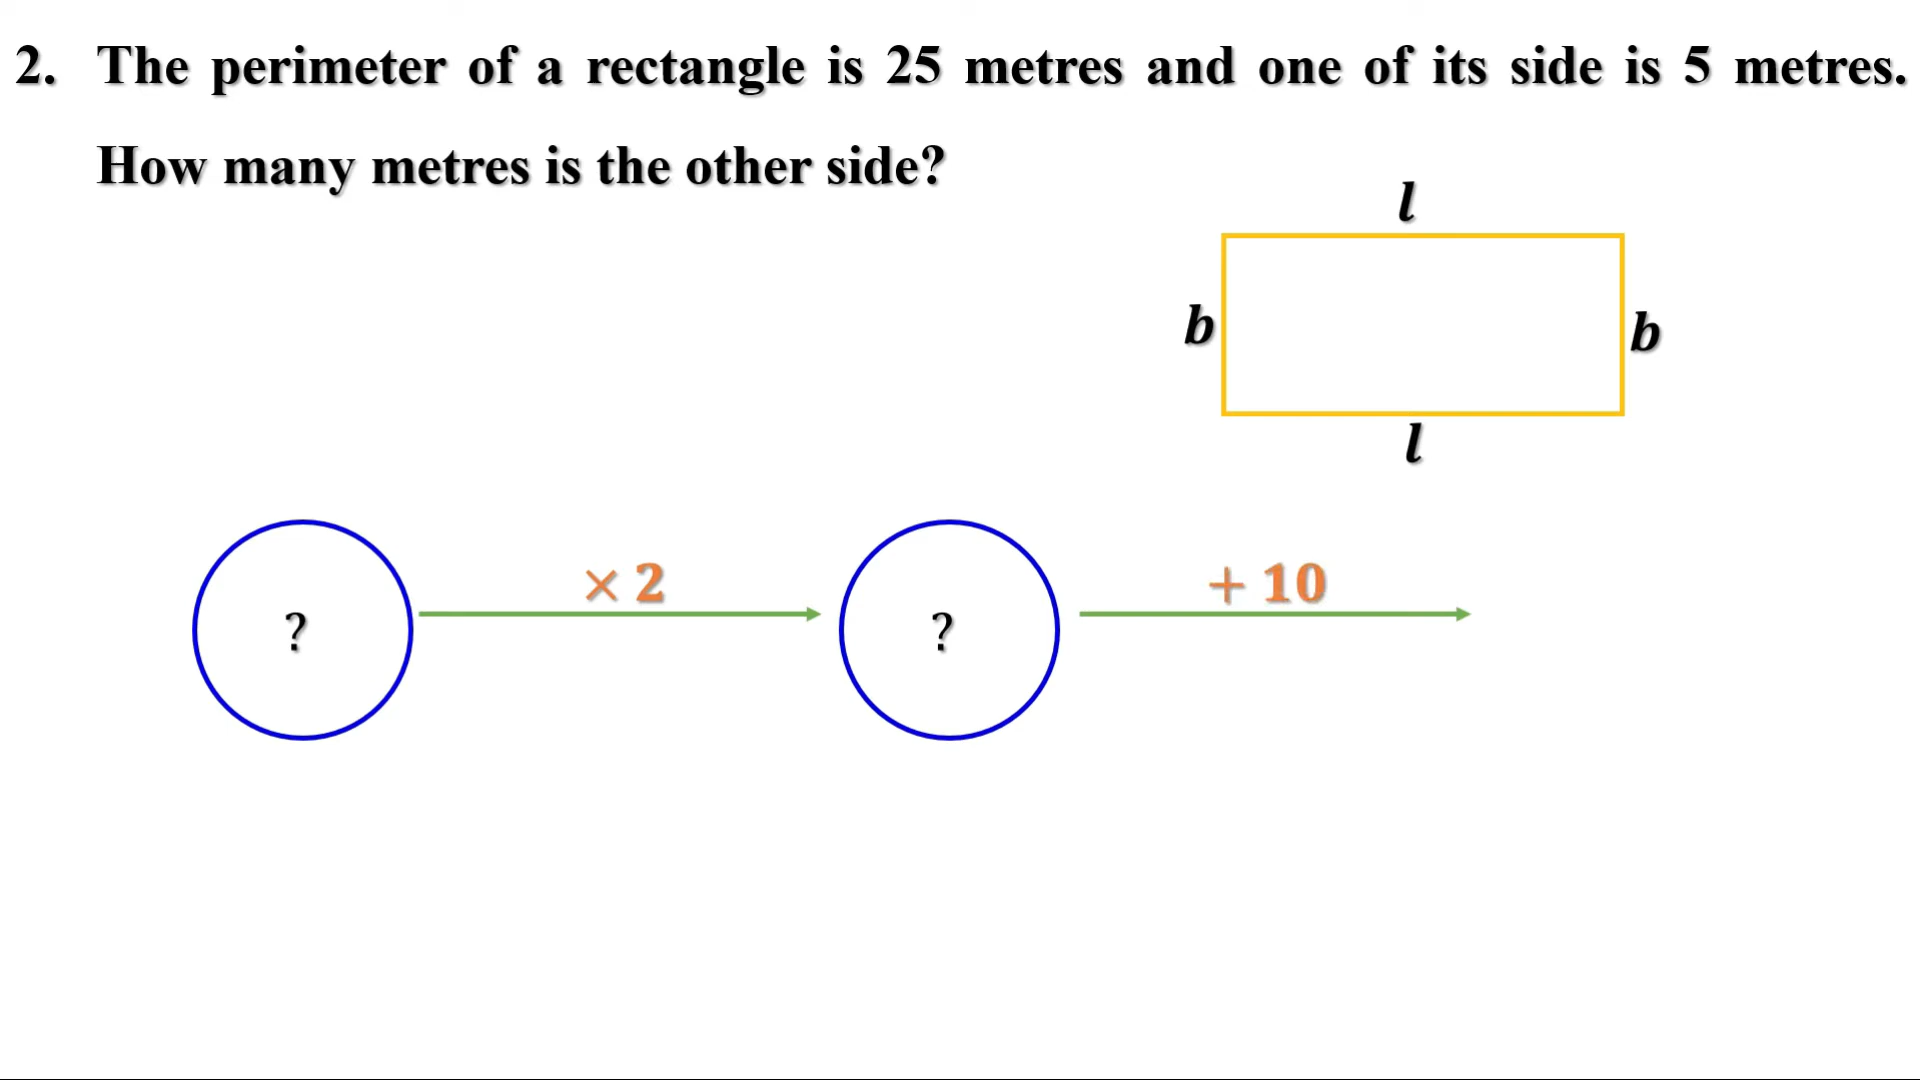 2. The perimeter of a rectangle is 25 metres and one of its side is 5 metres.
How many metres is the other side?
l
b
b
l
× 2
+ 10
?
?